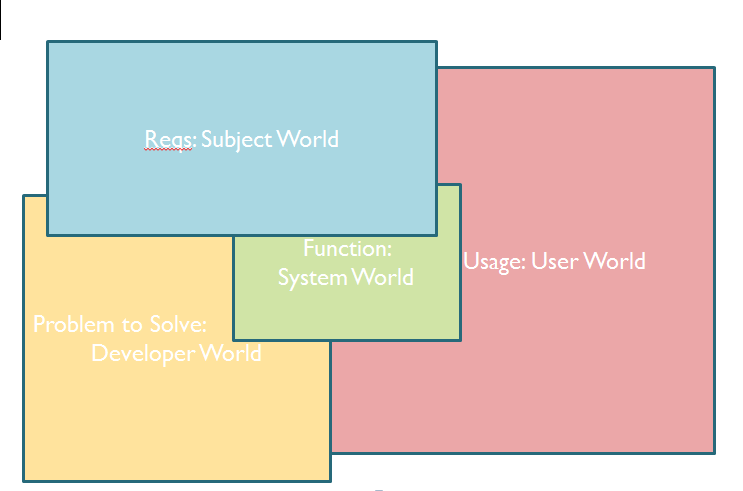 Reqs: Subject World
Function:
System World
Usage: User World
Problem to Solve:
Developer World